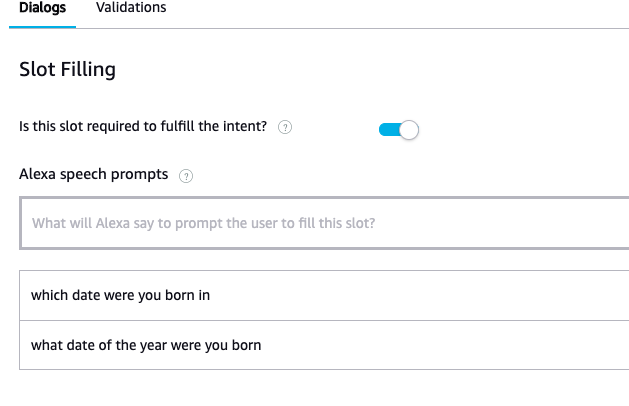 Dialogs Validations
Slot Filling
Is this slot required to fulfill the intent? ?
Alexa speech prompts ?
What will Alexa say to prompt the user to fill this slot?
which date were you born in
what date of the year were you born